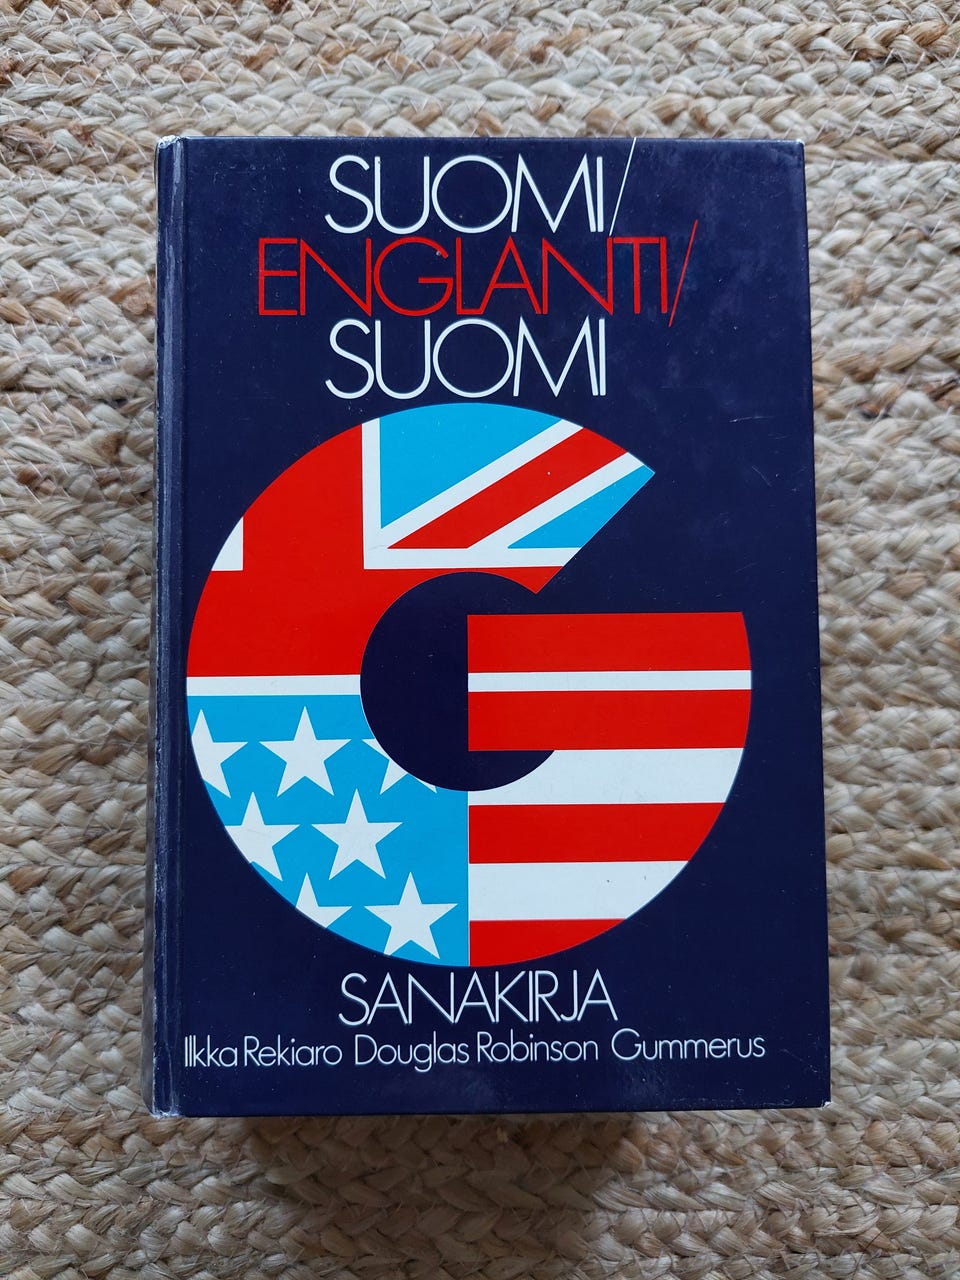 SUOMI/
ENGLANTI/
SUOMI
G
SANAKIRJA
Ilkka Rekiaro Douglas Robinson Gummerus